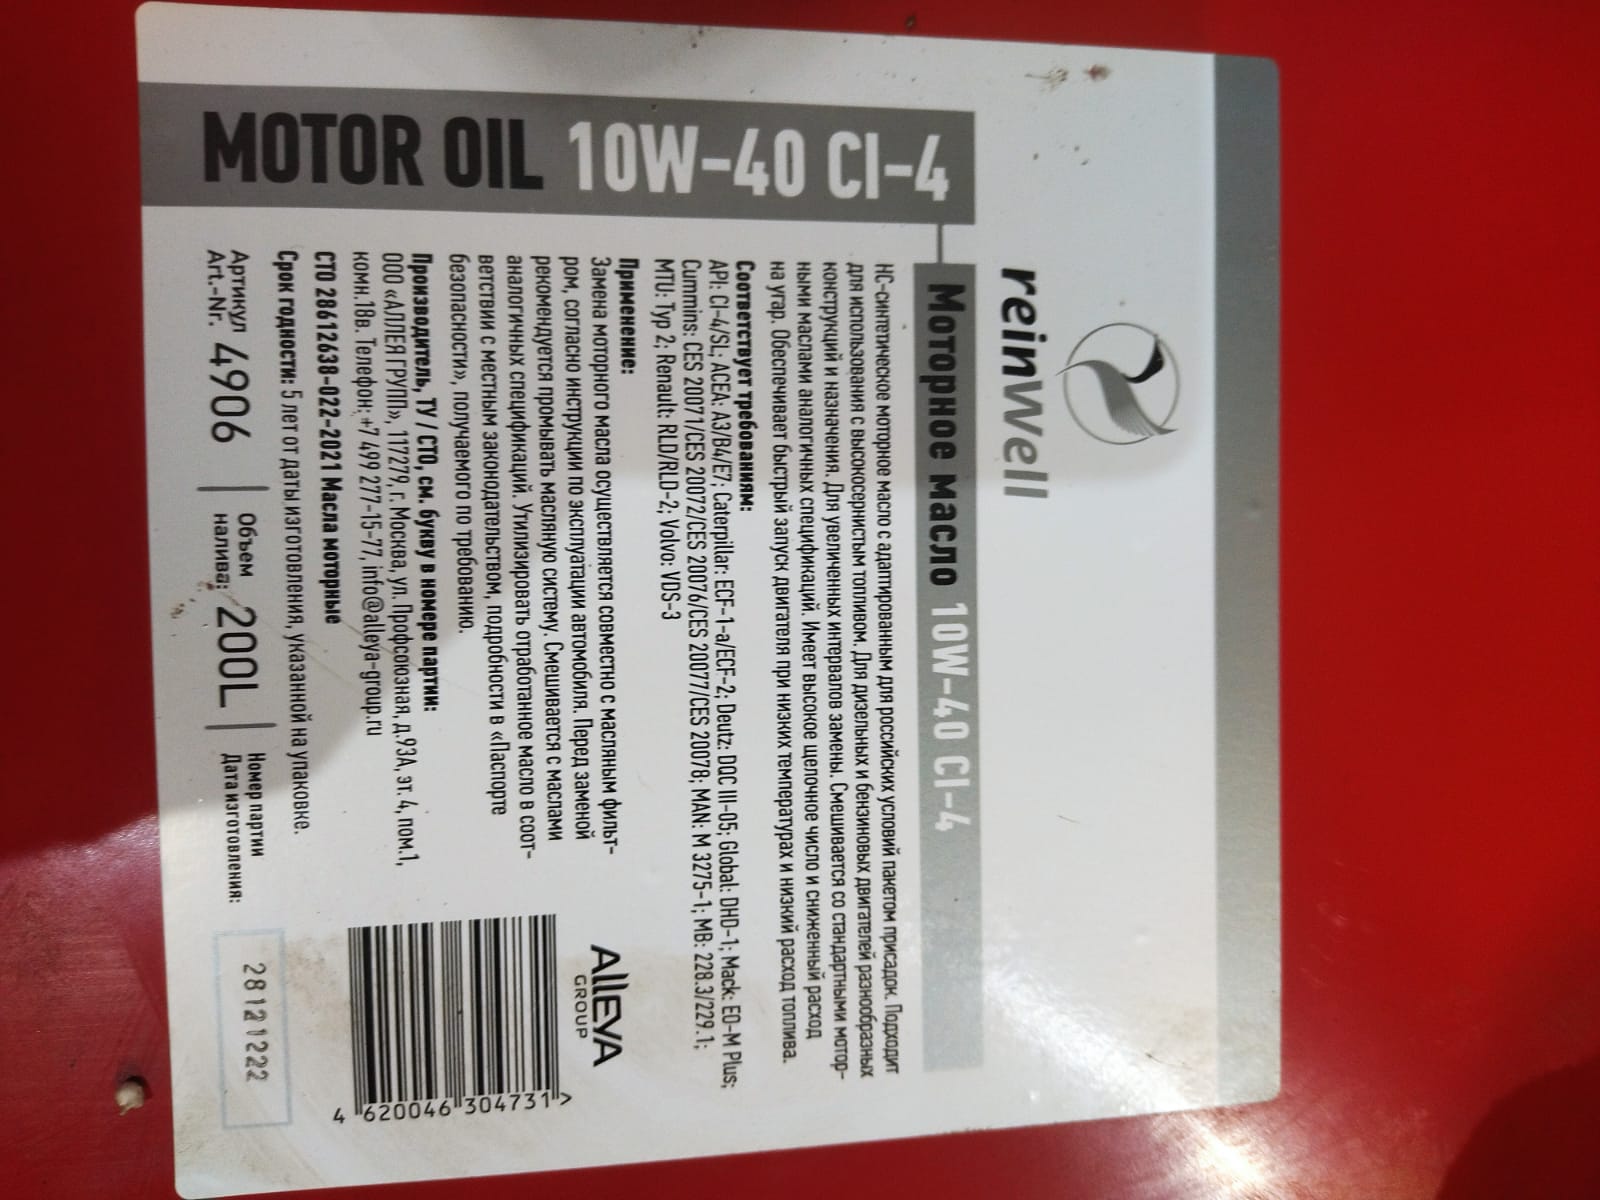 reinwell
MOTOR OIL 10W-40 CI-4
Моторное масло 10W-40 CI-4
НС-синтетическое моторное масло с адаптированным для российских условий пакетом присадок. Подходит
для использования с высокосернистым топливом. Для дизельных и бензиновых двигателей разнообразных
конструкций и назначения. Для увеличенных интервалов замены. Смешивается со стандартными мотор-
ными маслами аналогичных спецификаций. Имеет высокое щелочное число и сниженный расход
на угар. Обеспечивает быстрый запуск двигателя при низких температурах и низкий расход топлива.
Соответствует требованиям:
API: CI-4/SL; ACEA: A3/B4/E7; Caterpillar: ECF-1-a/ECF-2; Deutz: DQC III-05; Global: DHD-1; Mack: EO-M Plus;
Cummins: CES 20071/CES 20072/CES 20076/CES 20077/CES 20078; MAN: M 3275-1; MB: 228.3/229.1;
MTU: Typ 2; Renault: RLD/RLD-2; Volvo: VDS-3
Применение:
Замена моторного масла осуществляется совместно с масляным фильт-
ром, согласно инструкции по эксплуатации автомобиля. Перед заменой
рекомендуется промывать масляную систему. Смешивается с маслами
аналогичных спецификаций. Утилизировать отработанное масло в соот-
ветствии с местным законодательством, подробности в «Паспорте
безопасности», получаемого по требованию.
Производитель, ТУ / СТО, см. букву в номере партии:
ООО «АЛЛЕЯ ГРУПП», 117279, г. Москва, ул. Профсоюзная, д.93А, эт. 4, пом.1,
комн.18в. Телефон: +7 499 277-15-77, info@alleya-group.ru
СТО 28612638-022-2021 Масла моторные
Срок годности: 5 лет от даты изготовления, указанной на упаковке.
Артикул
Art.-Nr. 4906
Объем
налива: 200L
Номер партии
Дата изготовления:
28121222
AllEYA
GROUP
4 620046 304731 >